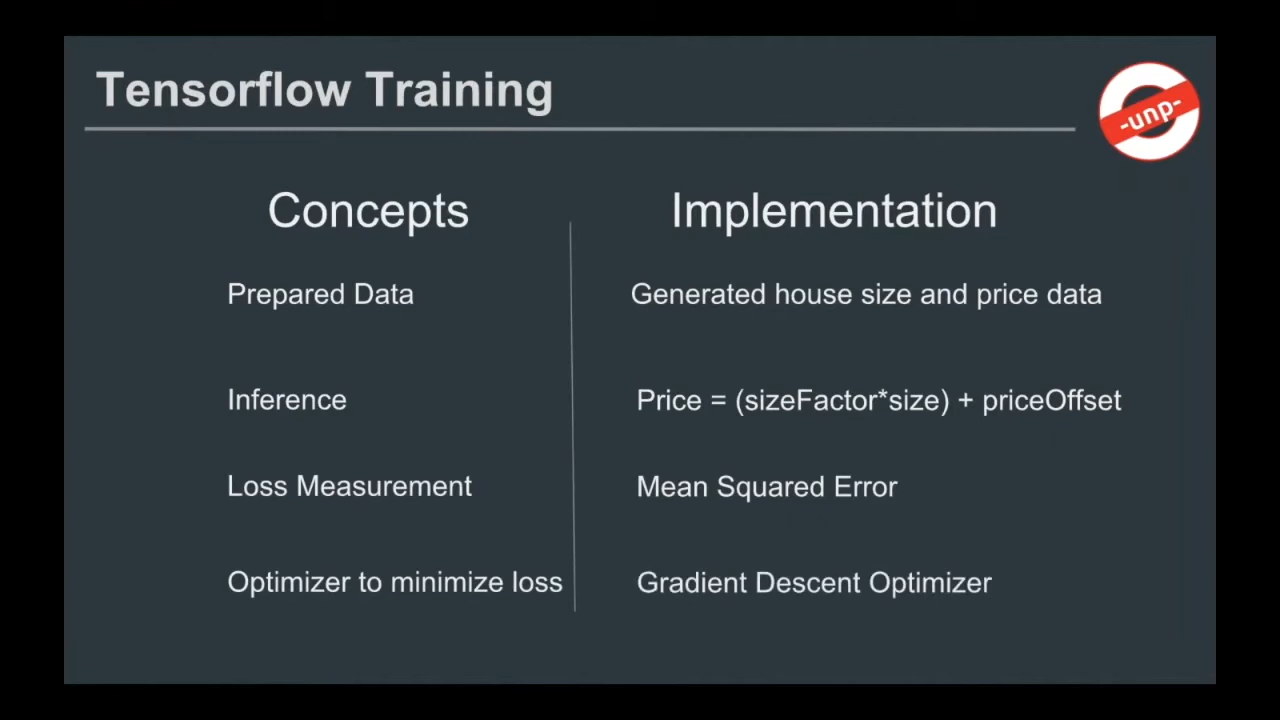 Tensorflow Training
-unp-
Concepts
Implementation
Prepared Data
Generated house size and price data
Inference
Price = (sizeFactor*size) + priceOffset
Loss Measurement
Mean Squared Error
Optimizer to minimize loss
Gradient Descent Optimizer